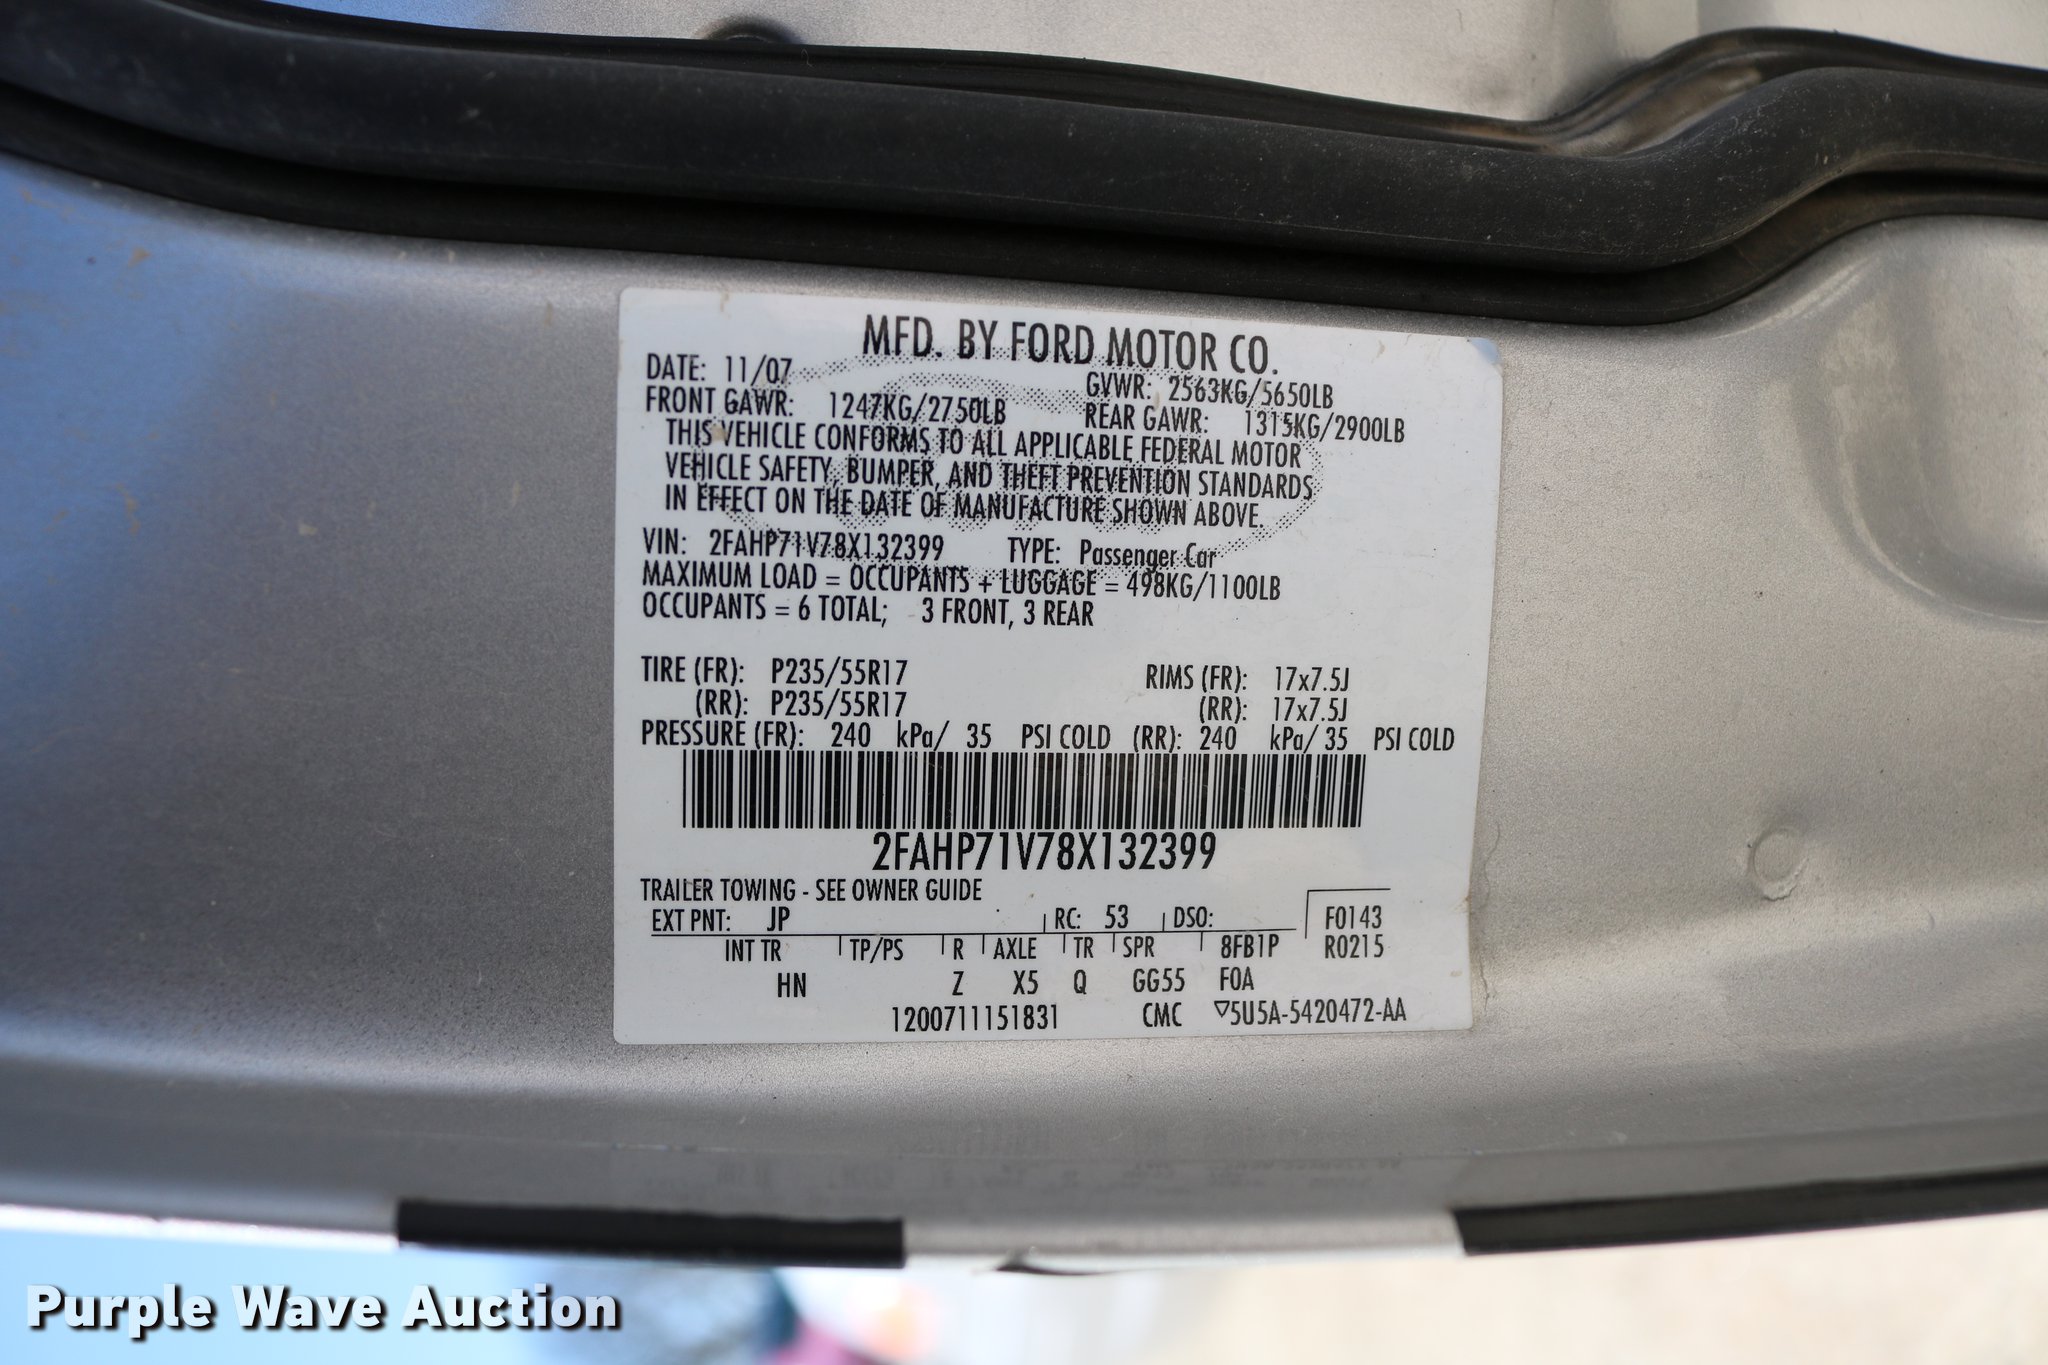 MFD. BY FORD MOTOR CO.
DATE: 11/07 GVWR: 2563KG/5650LB
FRONT GAWR: 1247KG/2750LB REAR GAWR: 1315KG/2900LB
THIS VEHICLE CONFORMS TO ALL APPLICABLE FEDERAL MOTOR
VEHICLE SAFETY, BUMPER, AND THEFT PREVENTION STANDARDS
IN EFFECT ON THE DATE OF MANUFACTURE SHOWN ABOVE.
VIN: 2FAHP71V78X132399 TYPE: Passenger Car
MAXIMUM LOAD = OCCUPANTS + LUGGAGE = 498KG/1100LB
OCCUPANTS = 6 TOTAL; 3 FRONT, 3 REAR
TIRE (FR): P235/55R17 RIMS (FR): 17x7.5J
(RR): P235/55R17 (RR): 17x7.5J
PRESSURE (FR): 240 kPa/ 35 PSI COLD (RR): 240 kPa/ 35 PSI COLD
2FAHP71V78X132399
TRAILER TOWING - SEE OWNER GUIDE
EXT PNT: JP RC: 53 DSO: F0143
INT TR TP/PS R AXLE TR SPR 8FB1P R0215
HN Z X5 Q GG55 F0A
1200711151831 CMC ▽5U5A-5420472-AA
Purple Wave Auction